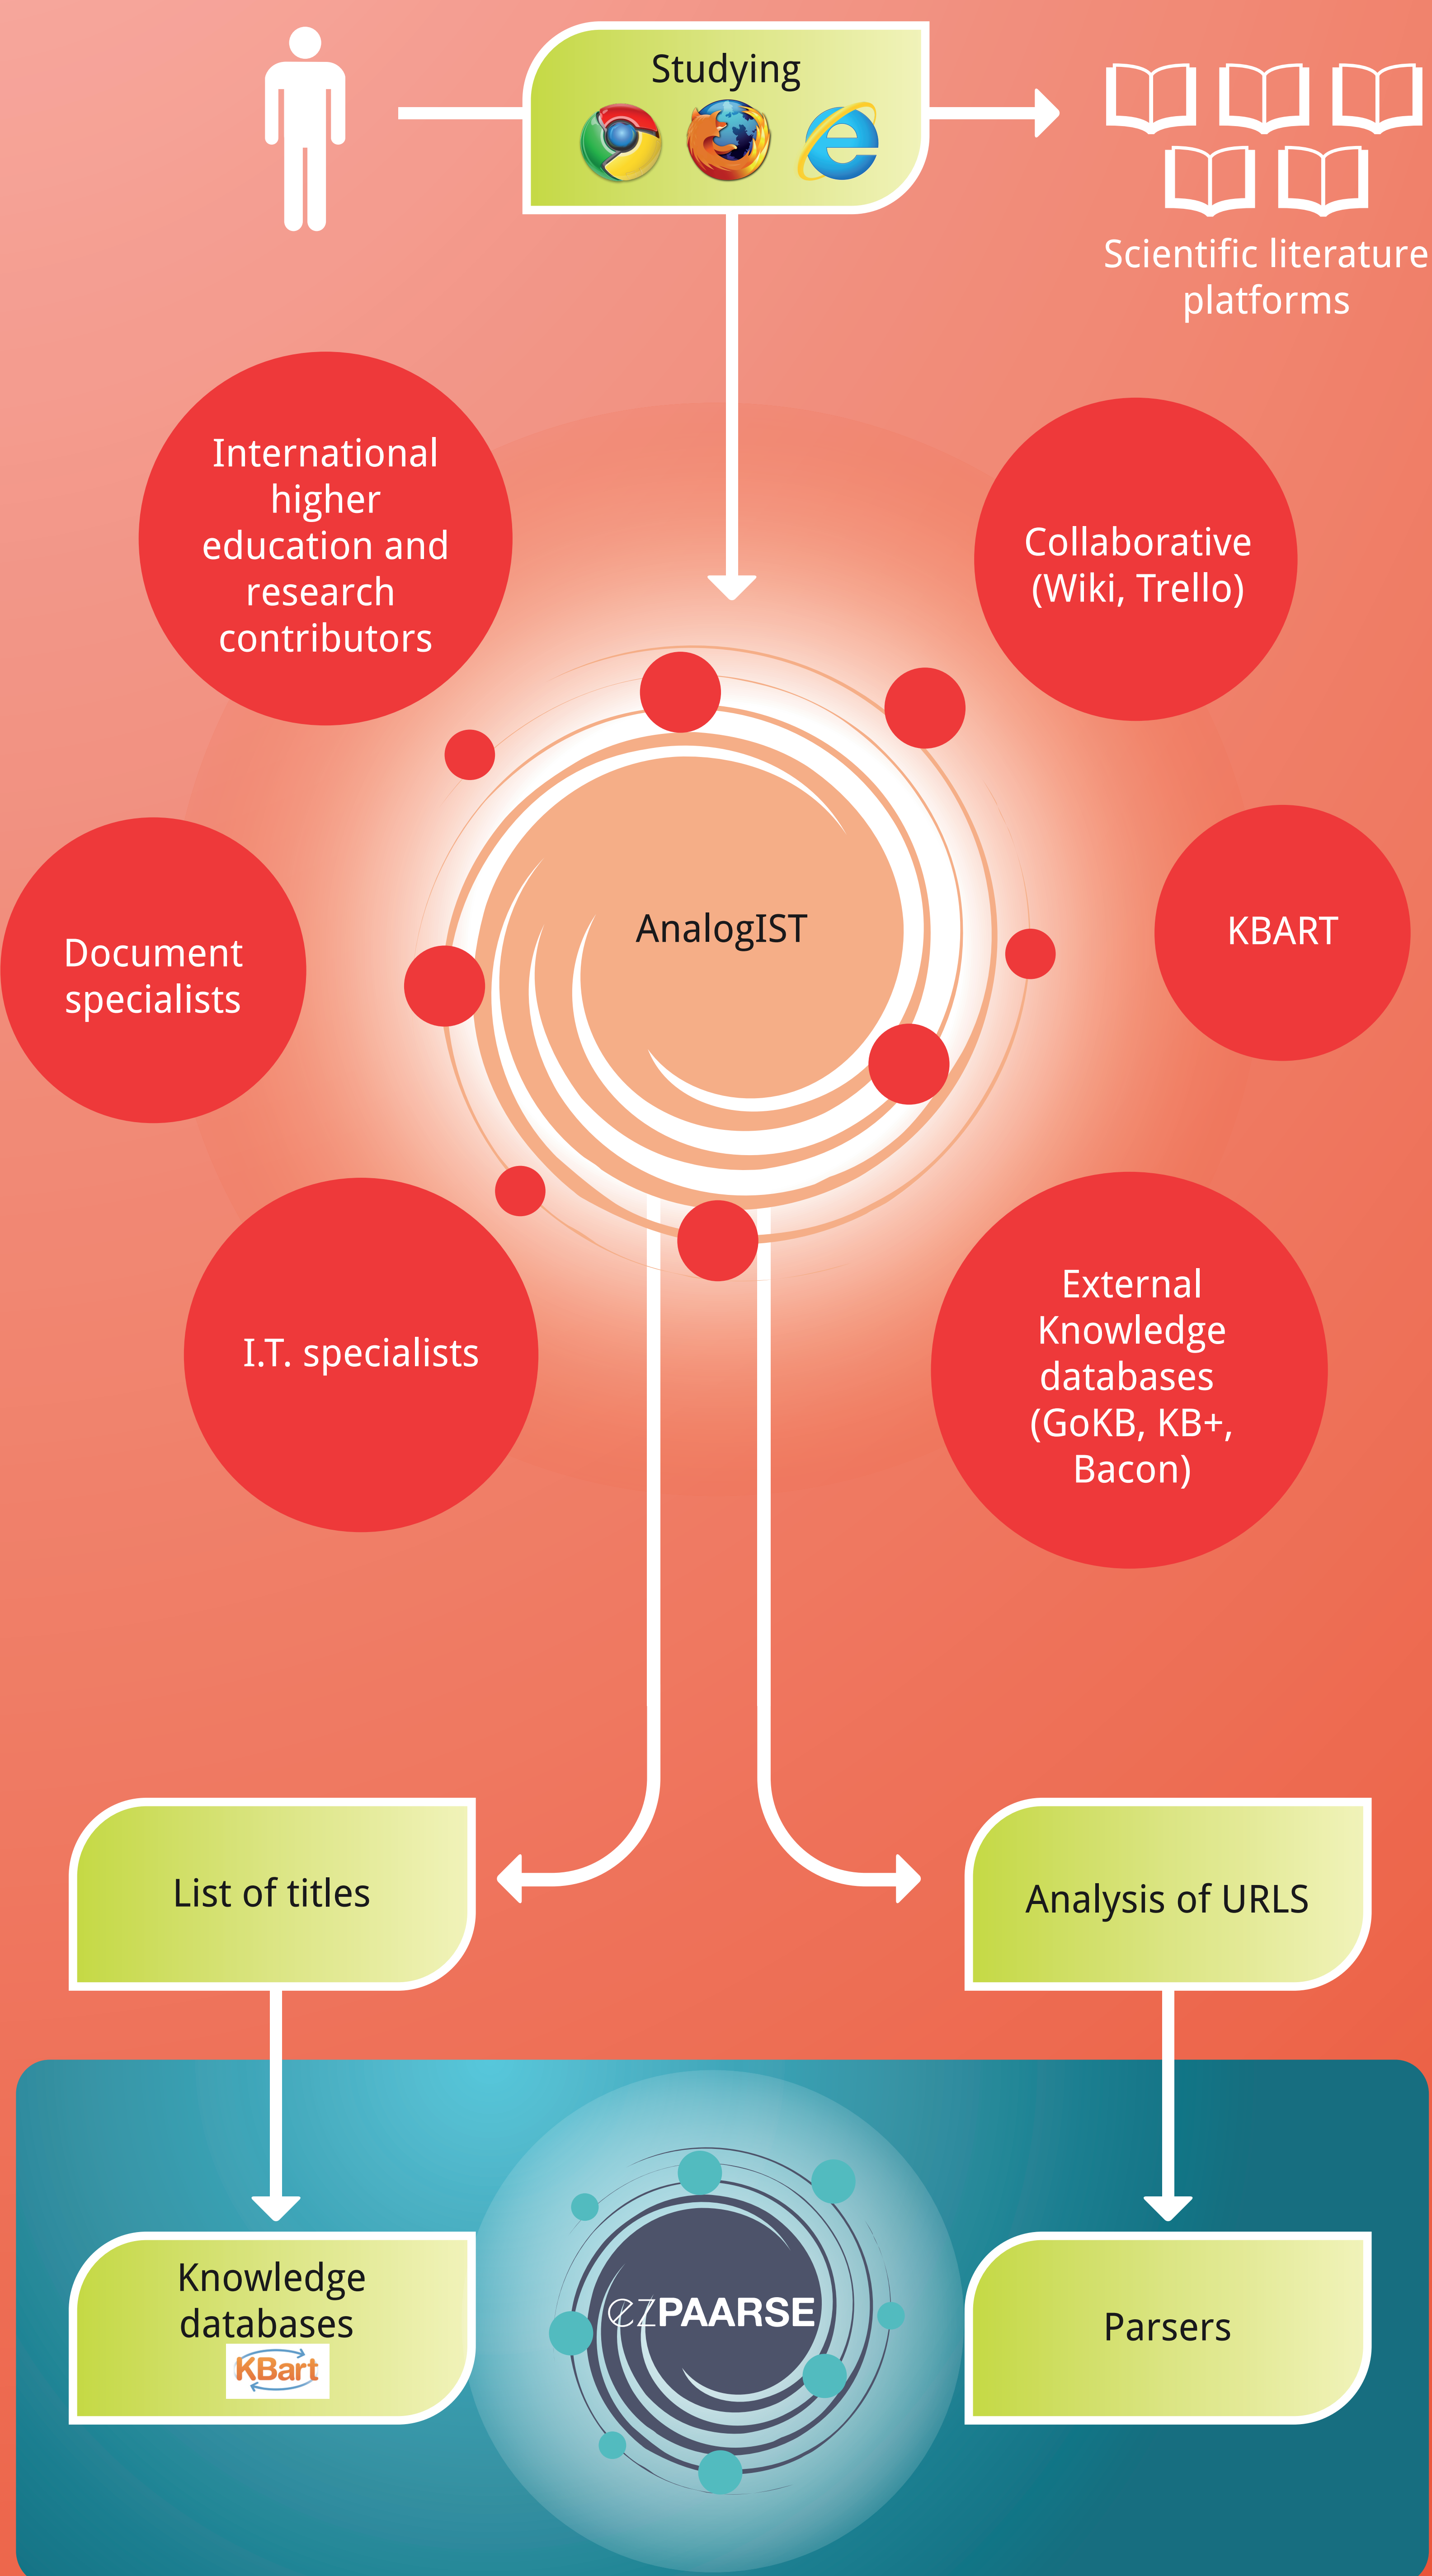 Studying
Scientific literature
platforms
International
higher
education and
research
contributors
Collaborative
(Wiki, Trello)
AnalogIST
KBART
Document
specialists
I.T. specialists
External
Knowledge
databases
(GoKB, KB+,
Bacon)
List of titles
Analysis of URLS
Knowledge
databases
KBart
ezPAARSE
Parsers